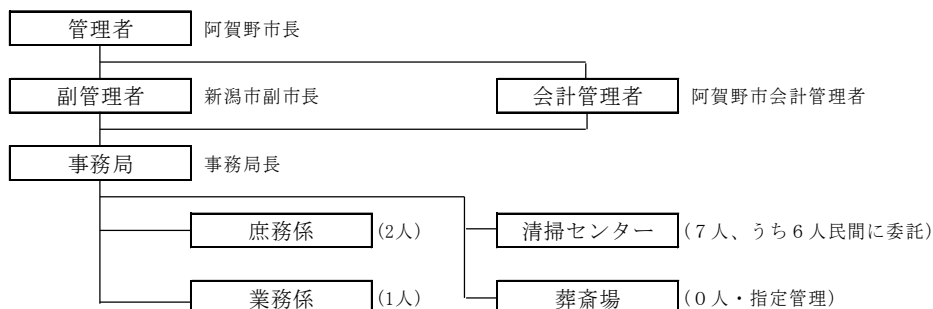 管理者 阿賀野市長
副管理者 新潟市副市長 会計管理者 阿賀野市会計管理者
事務局 事務局長
庶務係 (2人) 清掃センター (7人、うち6人民間に委託)
業務係 (1人) 葬斎場 (0人・指定管理)